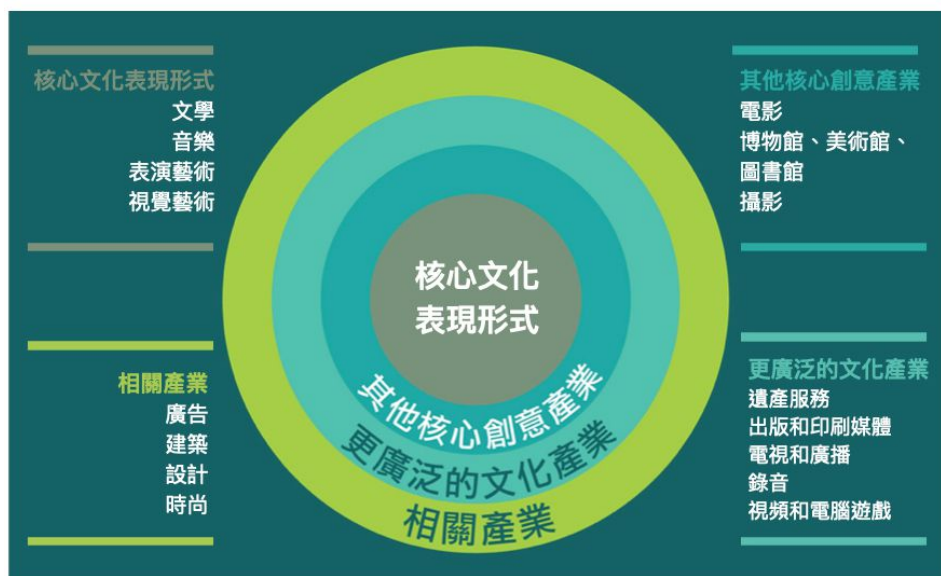 核心文化表現形式
文學
音樂
表演藝術
視覺藝術
其他核心創意產業
電影
博物館、美術館、
圖書館
攝影
核心文化
表現形式
其他核心創意產業
更廣泛的文化產業
相關產業
相關產業
廣告
建築
設計
時尚
更廣泛的文化產業
遺產服務
出版和印刷媒體
電視和廣播
錄音
視頻和電腦遊戲